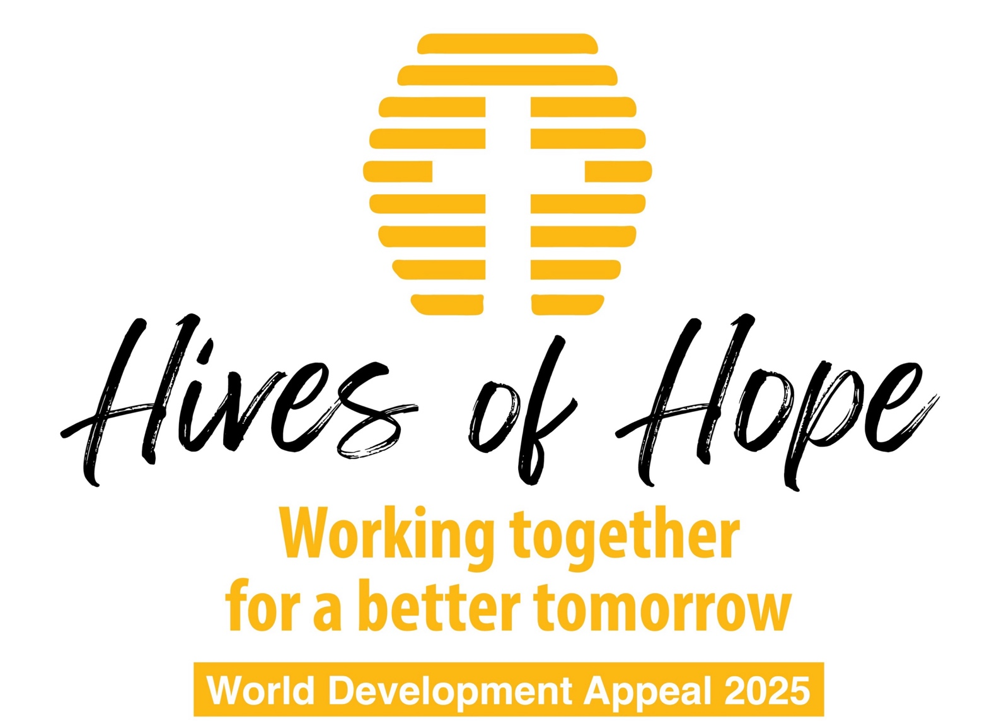 Hives of Hope
Working together
for a better tomorrow
World Development Appeal 2025